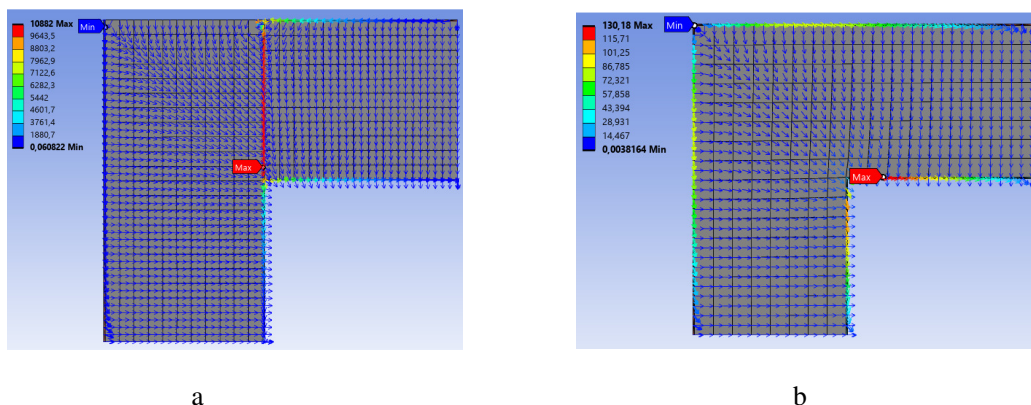 10882 Max
9643,5
8803,2
7962,9
7122,6
6282,3
5442
4601,7
3761,4
1880,7
0,060822 Min
Min
Max
a
130,18 Max
115,71
101,25
86,785
72,321
57,858
43,394
28,931
14,467
0,0038164 Min
Min
Max
b